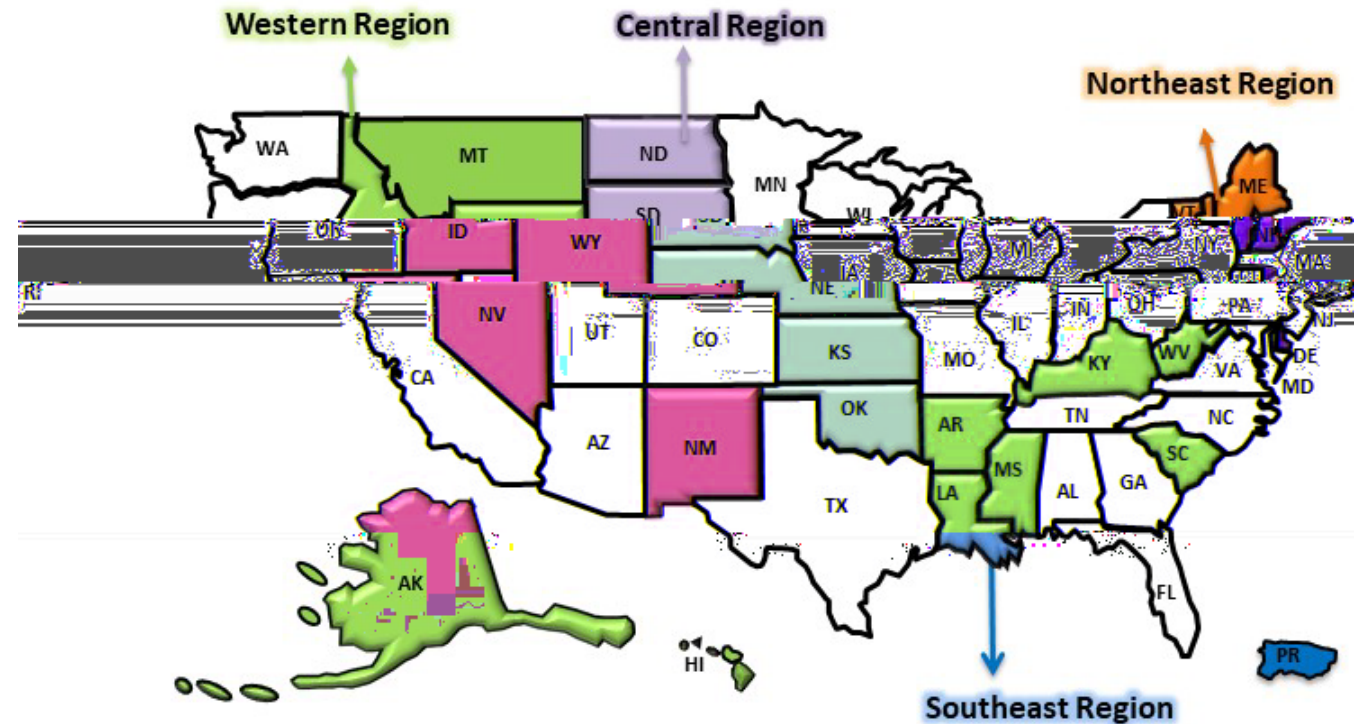 Western Region
Central Region
Northeast Region
WA
MT
ND
MN
ME
VT
SD
WI
ID
WY
NY
MI
MA
IA
NE
NV
UT
CO
KS
MO
IL
IN
OH
PA
NJ
CA
KY
WV
VA
DE
MD
AZ
NM
OK
AR
TN
NC
TX
LA
MS
AL
GA
SC
AK
FL
HI
PR
Southeast Region